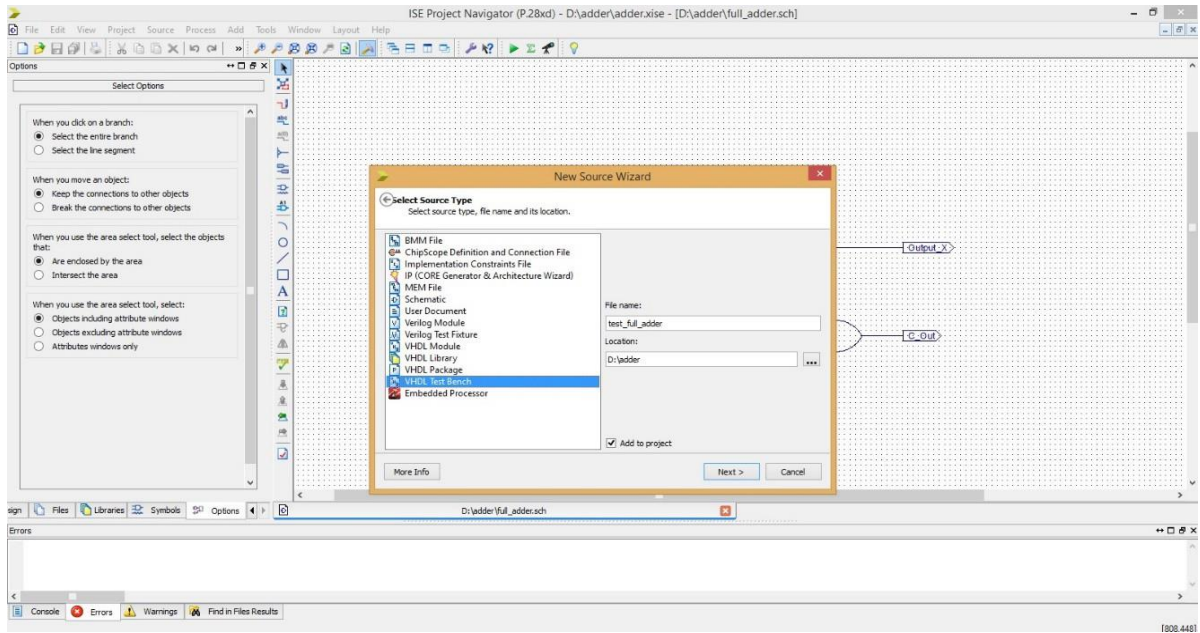 ISE Project Navigator (P.28xd) - D:\adder\adder.xise - [D:\adder\full_adder.sch]
File Edit View Project Source Process Add Tools Window Layout Help
Options
Select Options
When you click on a branch:
Select the entire branch
Select the line segment
When you move an object:
Keep the connections to other objects
Break the connections to other objects
When you use the area select tool, select the objects
that:
Are enclosed by the area
Intersect the area
When you use the area select tool, select:
Objects including attribute windows
Objects excluding attribute windows
Attributes windows only
New Source Wizard
Select Source Type
Select source type, file name and its location.
BMM File
ChipScope Definition and Connection File
Implementation Constraints File
IP (CORE Generator & Architecture Wizard)
MEM File
Schematic
User Document
Verilog Module
Verilog Test Fixture
VHDL Module
VHDL Library
VHDL Package
VHDL Test Bench
Embedded Processor
File name:
test_full_adder
Location:
D:\adder
...
Add to project
More Info
Next >
Cancel
Output_X
C_Out
sign Files Libraries Symbols Options
D:\adder\full_adder.sch
Errors
Console Errors Warnings Find in Files Results
[808,448]